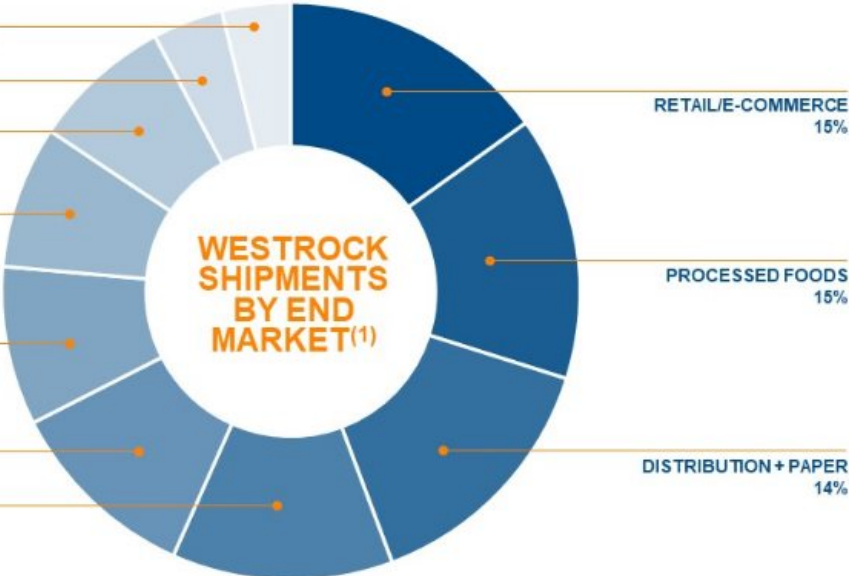 RETAIL/E-COMMERCE
15%
WESTROCK
SHIPMENTS
BY END
MARKET(1)
PROCESSED FOODS
15%
DISTRIBUTION + PAPER
14%